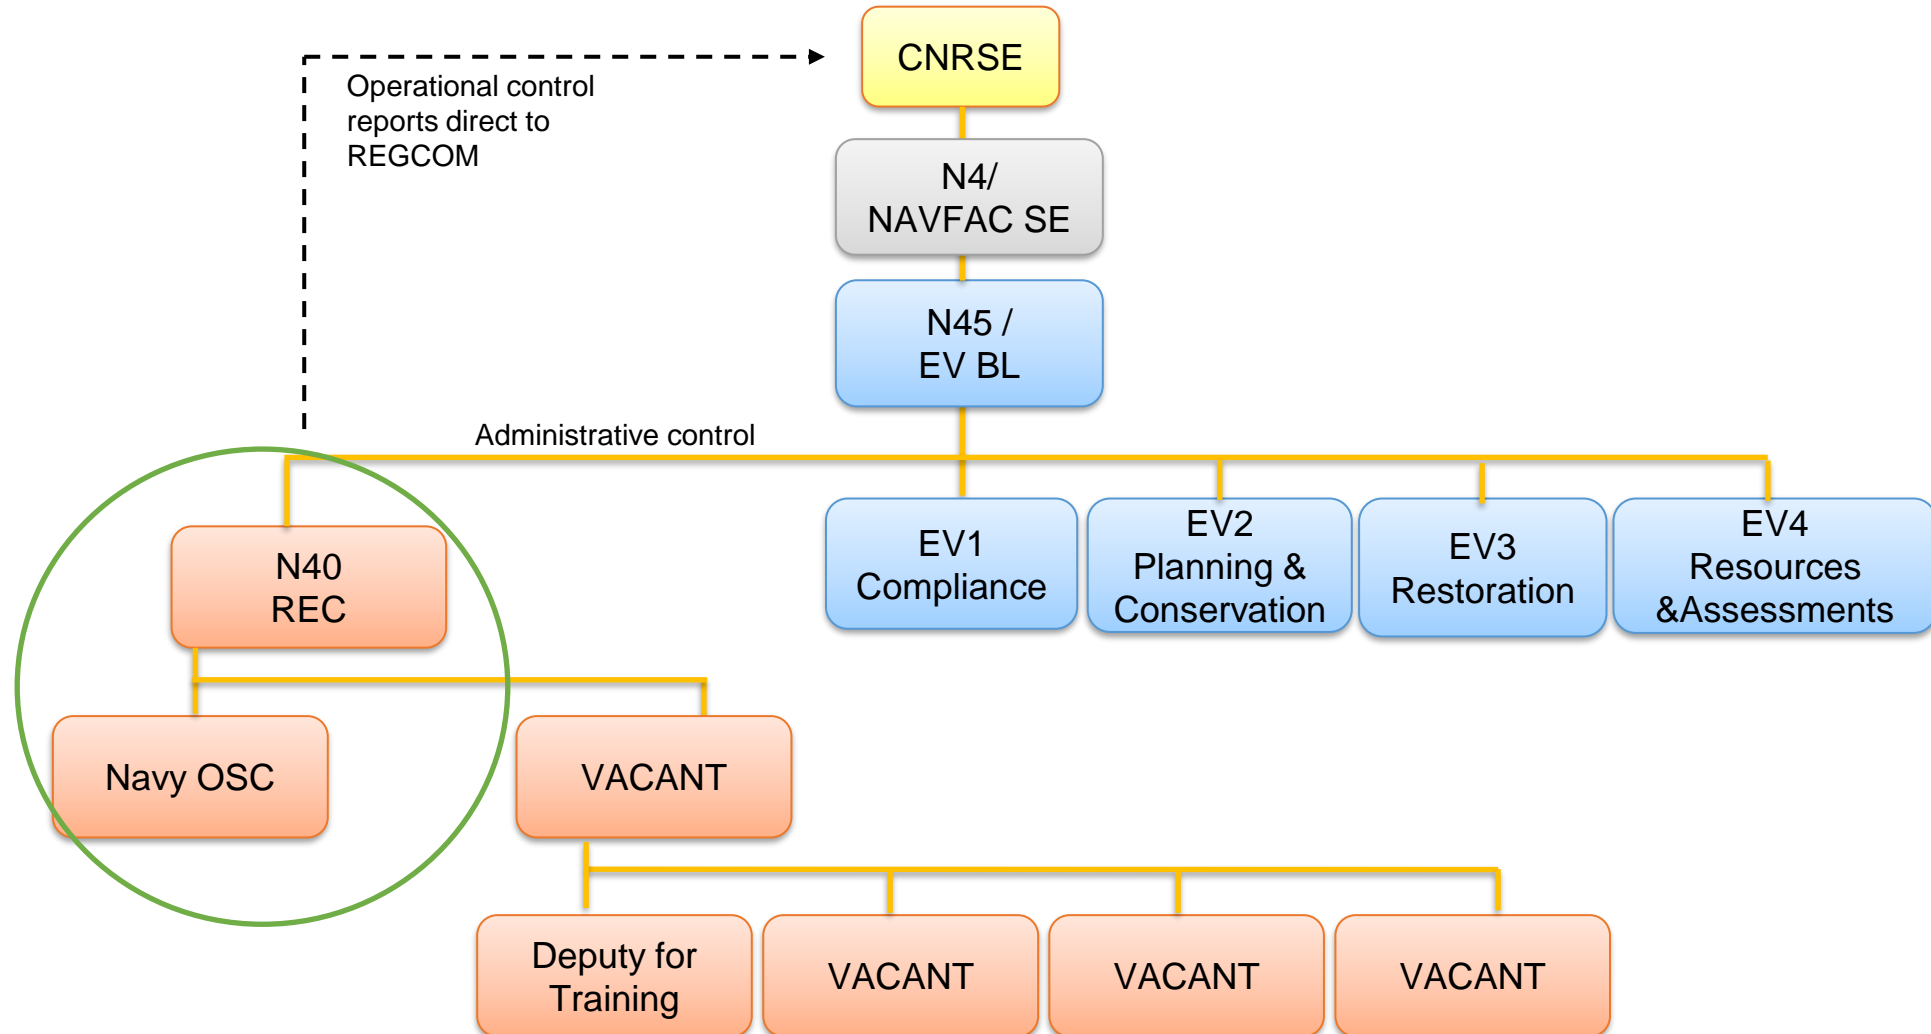 CNRSE
Operational control
reports direct to
REGCOM
N4/
NAVFAC SE
N45 /
EV BL
Administrative control
N40
REC
EV1
Compliance
EV2
Planning &
Conservation
EV3
Restoration
EV4
Resources
&Assessments
Navy OSC
VACANT
Deputy for
Training
VACANT
VACANT
VACANT